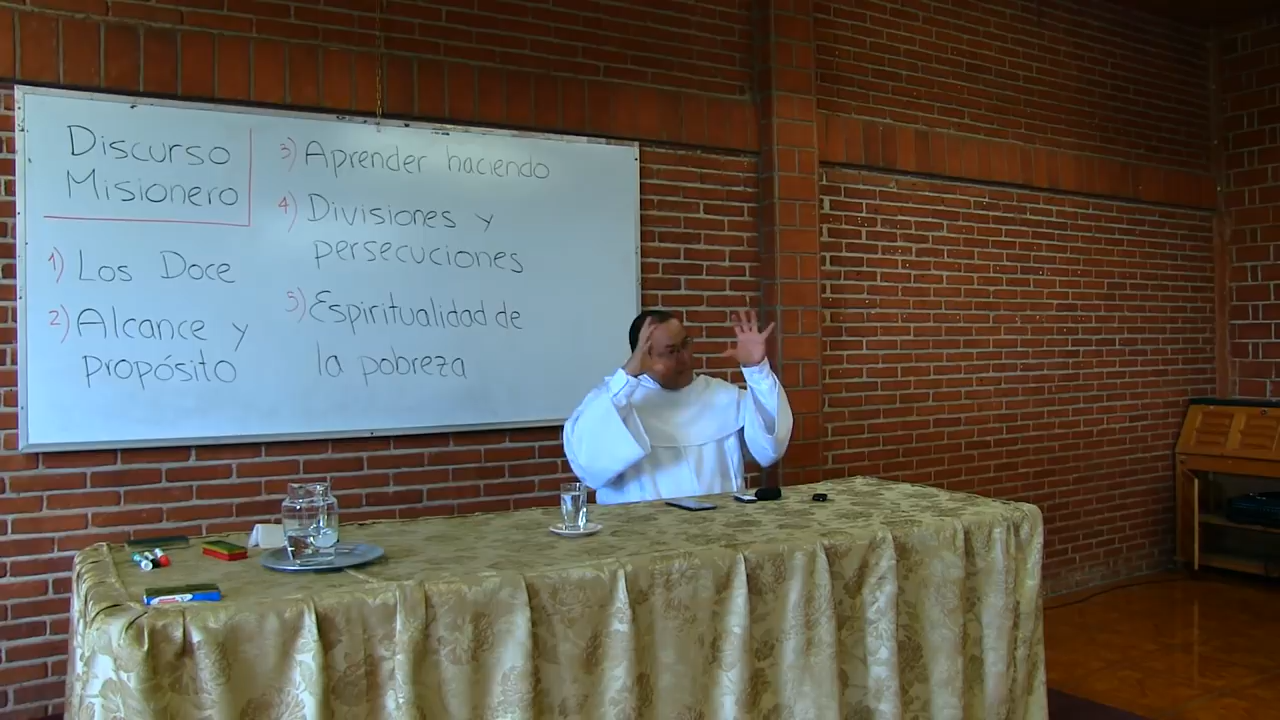 Discurso
Misionero
1) Los Doce
2) Alcance y
propósito
3) Aprender haciendo
4) Divisiones y
persecuciones
5) Espiritualidad de
la pobreza